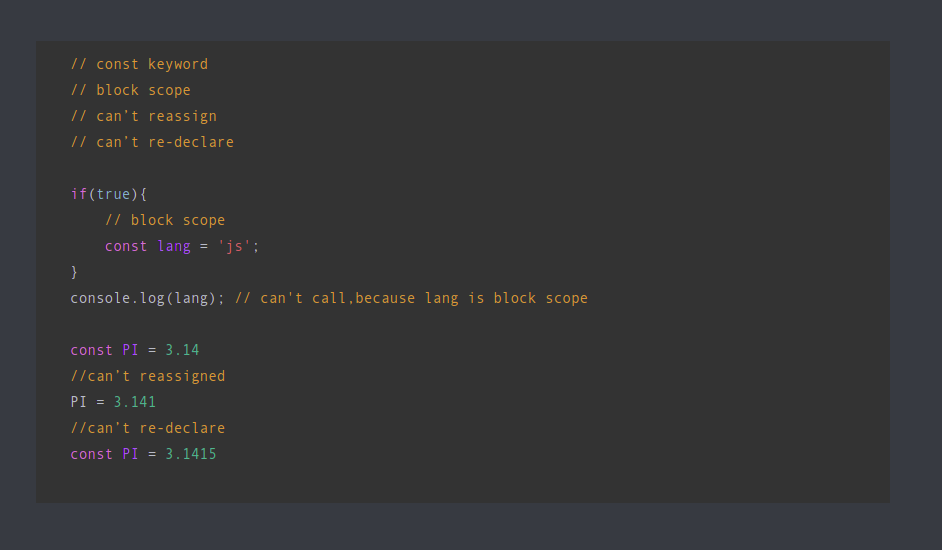 // const keyword
// block scope
// can't reassign
// can't re-declare
if(true){
    // block scope
    const lang = 'js';
}
console.log(lang); // can't call,because lang is block scope
const PI = 3.14
//can't reassigned
PI = 3.141
//can't re-declare
const PI = 3.1415